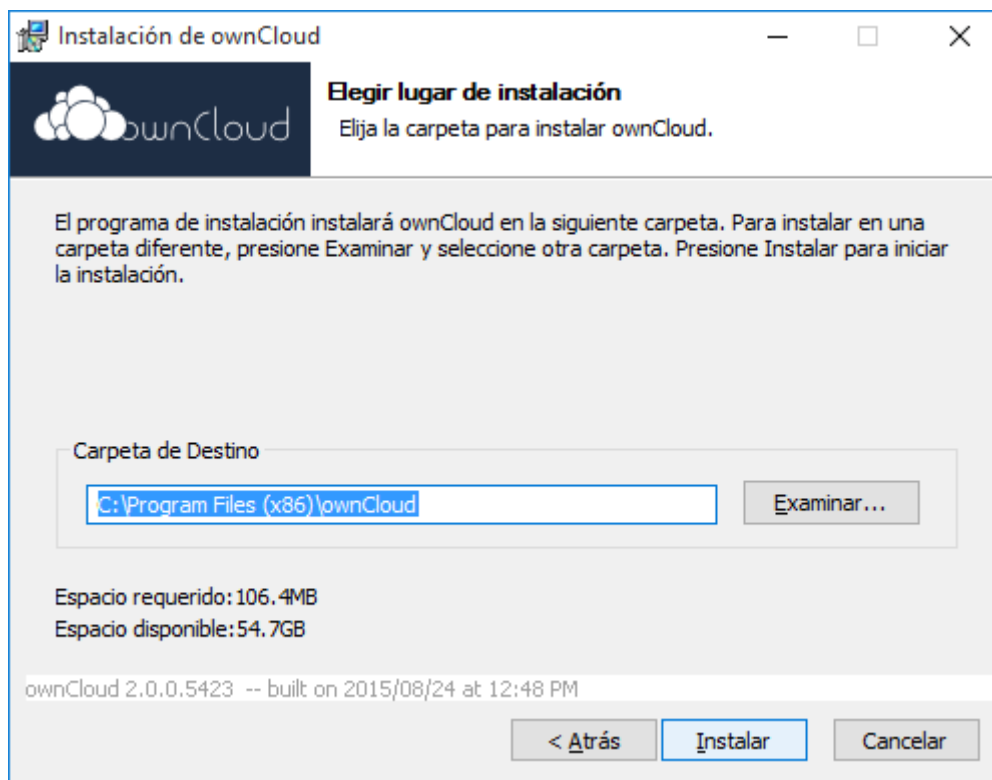 Instalación de ownCloud
ownCloud
Elegir lugar de instalación
Elija la carpeta para instalar ownCloud.
El programa de instalación instalará ownCloud en la siguiente carpeta. Para instalar en una
carpeta diferente, presione Examinar y seleccione otra carpeta. Presione Instalar para iniciar
la instalación.
Carpeta de Destino
C:\Program Files (x86)\ownCloud
Examinar...
Espacio requerido:106.4MB
Espacio disponible:54.7GB
ownCloud 2.0.0.5423 -- built on 2015/08/24 at 12:48 PM
< Atrás
Instalar
Cancelar